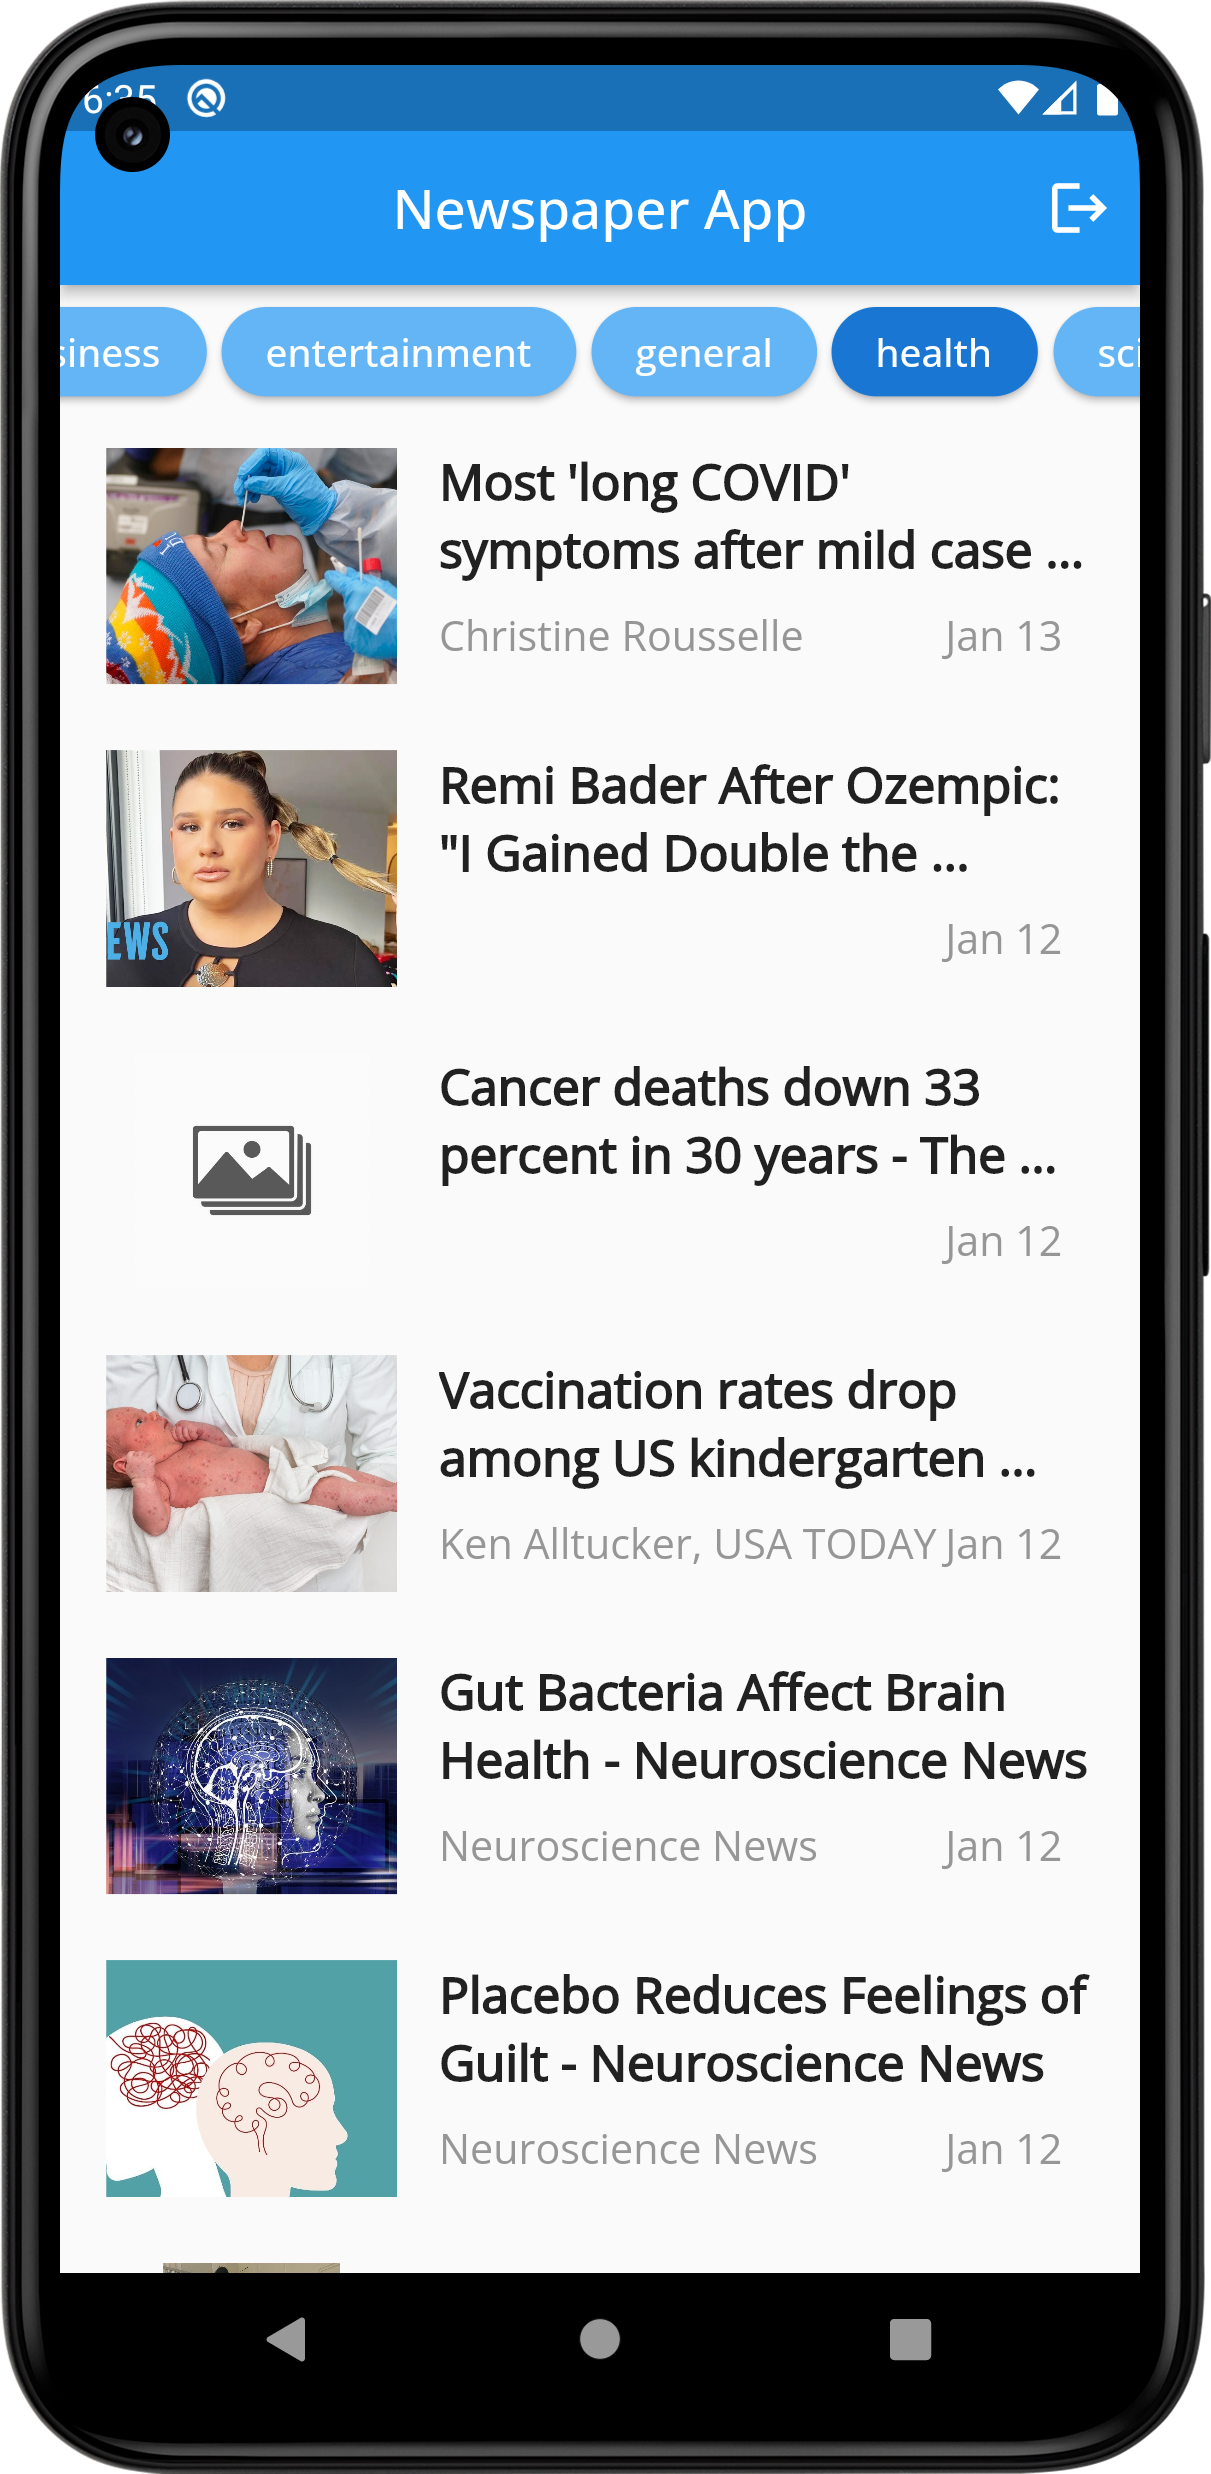 Newspaper App
siness entertainment general health sci
Most 'long COVID'
symptoms after mild case ...
Christine Rousselle Jan 13
Remi Bader After Ozempic:
"I Gained Double the ...
EWS
Jan 12
Cancer deaths down 33
percent in 30 years - The ...
Jan 12
Vaccination rates drop
among US kindergarten ...
Ken Alltucker, USA TODAY Jan 12
Gut Bacteria Affect Brain
Health - Neuroscience News
Neuroscience News Jan 12
Placebo Reduces Feelings of
Guilt - Neuroscience News
Neuroscience News Jan 12